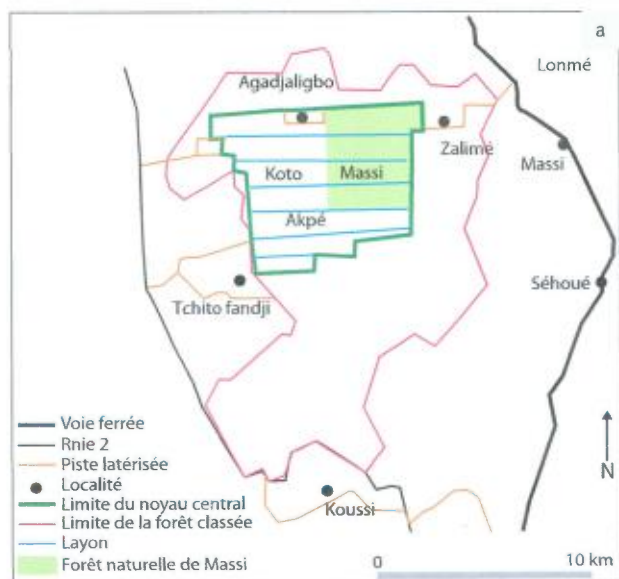 a
Lonmé
Agadjaligbo
Zalimé
Massi
Koto
Massi
Akpé
Séhoué
Tchito fandji
Voie ferrée
Rnie 2
Piste latérisée
Localité
Limite du noyau central
Limite de la forêt classée
Layon
Forêt naturelle de Massi
Koussi
N
0
10 km